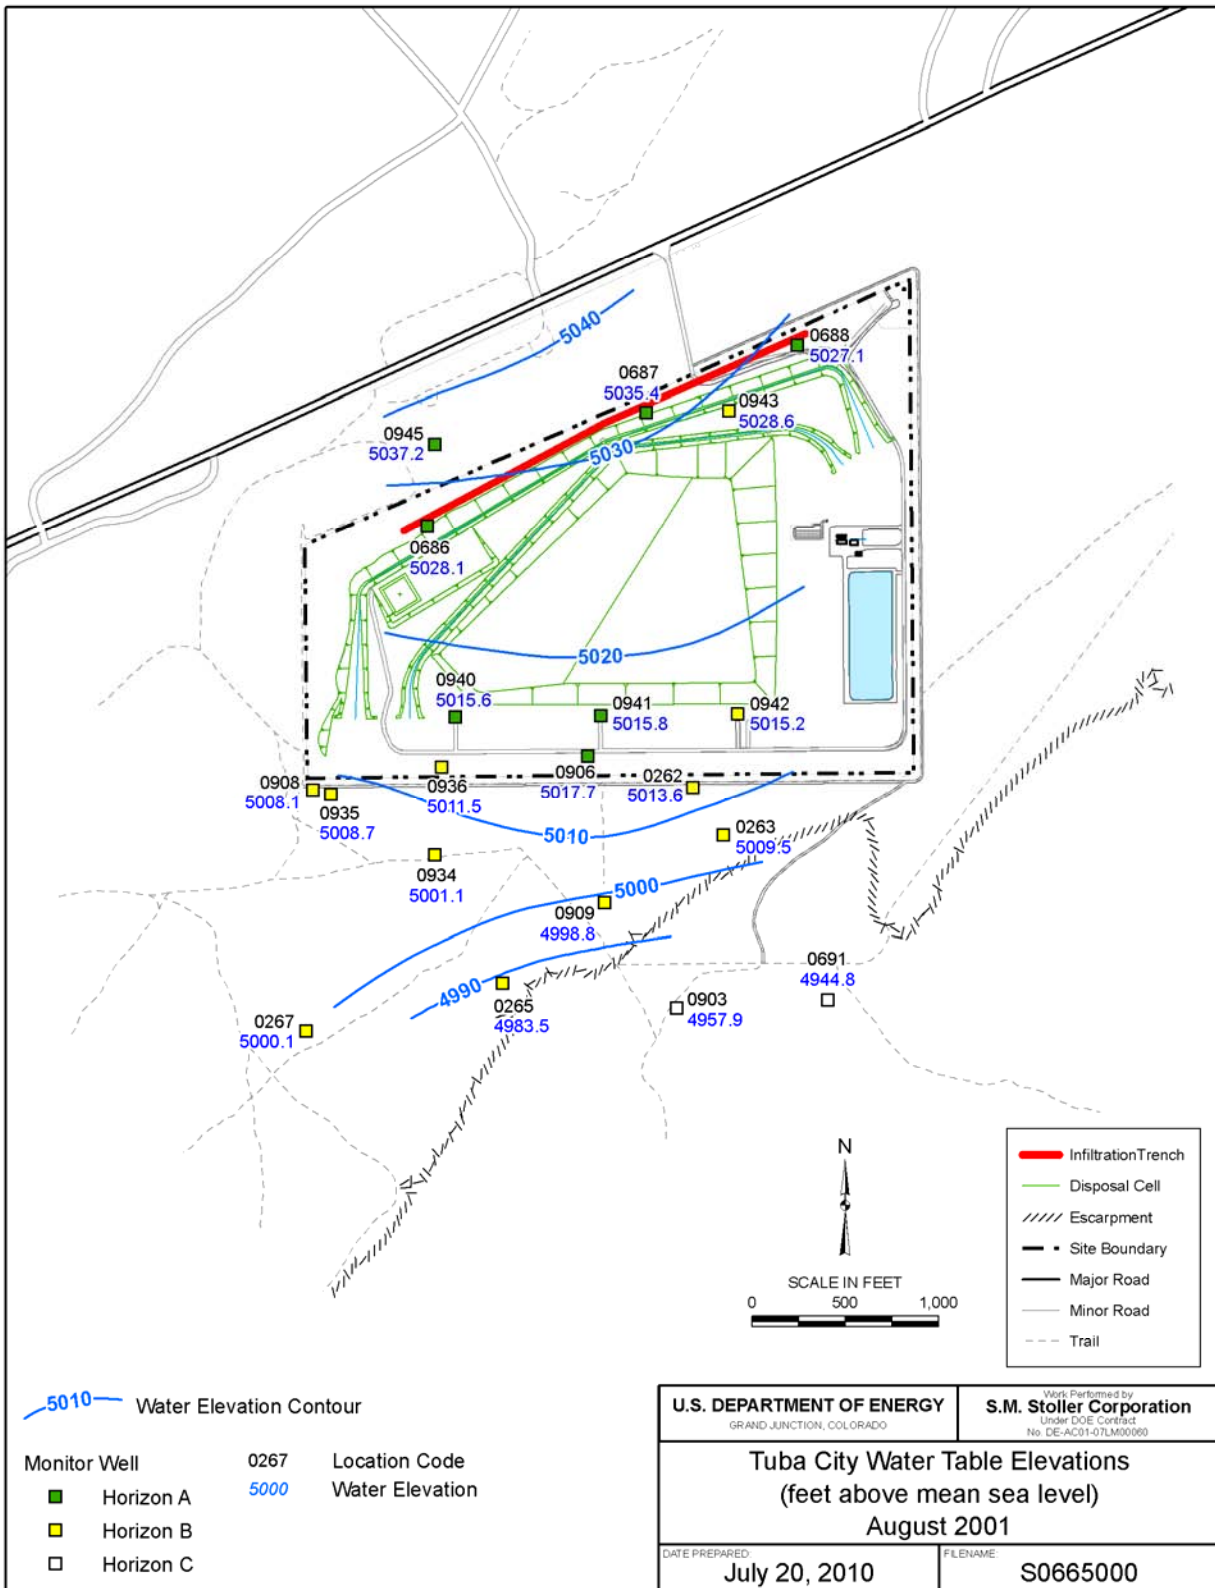 5040
0688
5027.1
0687
5035.4
0943
5028.6
0945
5037.2
5030
0686
5028.1
5020
0940
5015.6
0941
5015.8
0942
5015.2
0908
5008.1
0935
5008.7
0936
5011.5
0906
5017.7
0262
5013.6
5010
0263
5009.5
0934
5001.1
5000
0909
4998.8
4990
0265
4983.5
0267
5000.1
0903
4957.9
0691
4944.8
N
SCALE IN FEET
0 500 1,000
InfiltrationTrench
Disposal Cell
Escarpment
Site Boundary
Major Road
Minor Road
Trail
5010 Water Elevation Contour
Monitor Well
Horizon A
Horizon B
Horizon C
0267 Location Code
5000 Water Elevation
U.S. DEPARTMENT OF ENERGY
GRAND JUNCTION, COLORADO
Work Performed by
S.M. Stoller Corporation
Under DOE Contract
No. DE-AC01-07LM00060
Tuba City Water Table Elevations
(feet above mean sea level)
August 2001
DATE PREPARED:
July 20, 2010
FILENAME:
S0665000